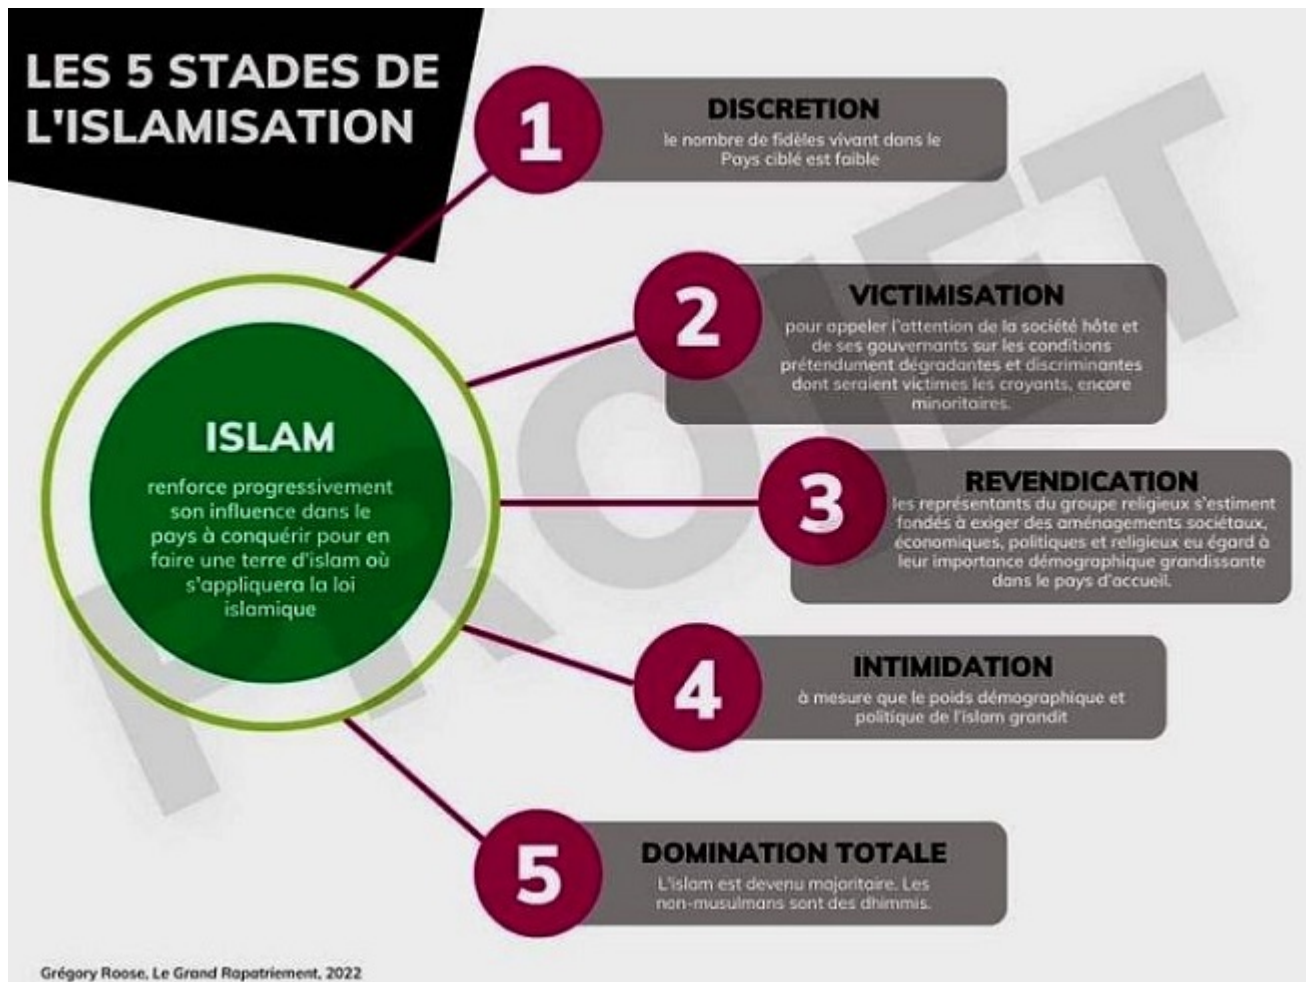 LES 5 STADES DE
L'ISLAMISATION
1
DISCRETION
le nombre de fidèles vivant dans le
Pays ciblé est faible
2
VICTIMISATION
pour appeler l'attention de la société hôte et
de ses gouvernants sur les conditions
prétendument dégradantes et discriminantes
dont seraient victimes les croyants, encore
minoritaires.
ISLAM
renforce progressivement
son influence dans le
pays à conquérir pour en
faire une terre d'islam où
s'appliquera la loi
islamique
3
REVENDICATION
les représentants du groupe religieux s'estiment
fondés à exiger des aménagements sociétaux,
économiques, politiques et religieux eu égard à
leur importance démographique grandissante
dans le pays d'accueil.
4
INTIMIDATION
à mesure que le poids démographique et
politique de l'islam grandit
5
DOMINATION TOTALE
L'islam est devenu majoritaire. Les
non-musulmans sont des dhimmis.
Grégory Roose, Le Grand Rapatriement, 2022
PROJET